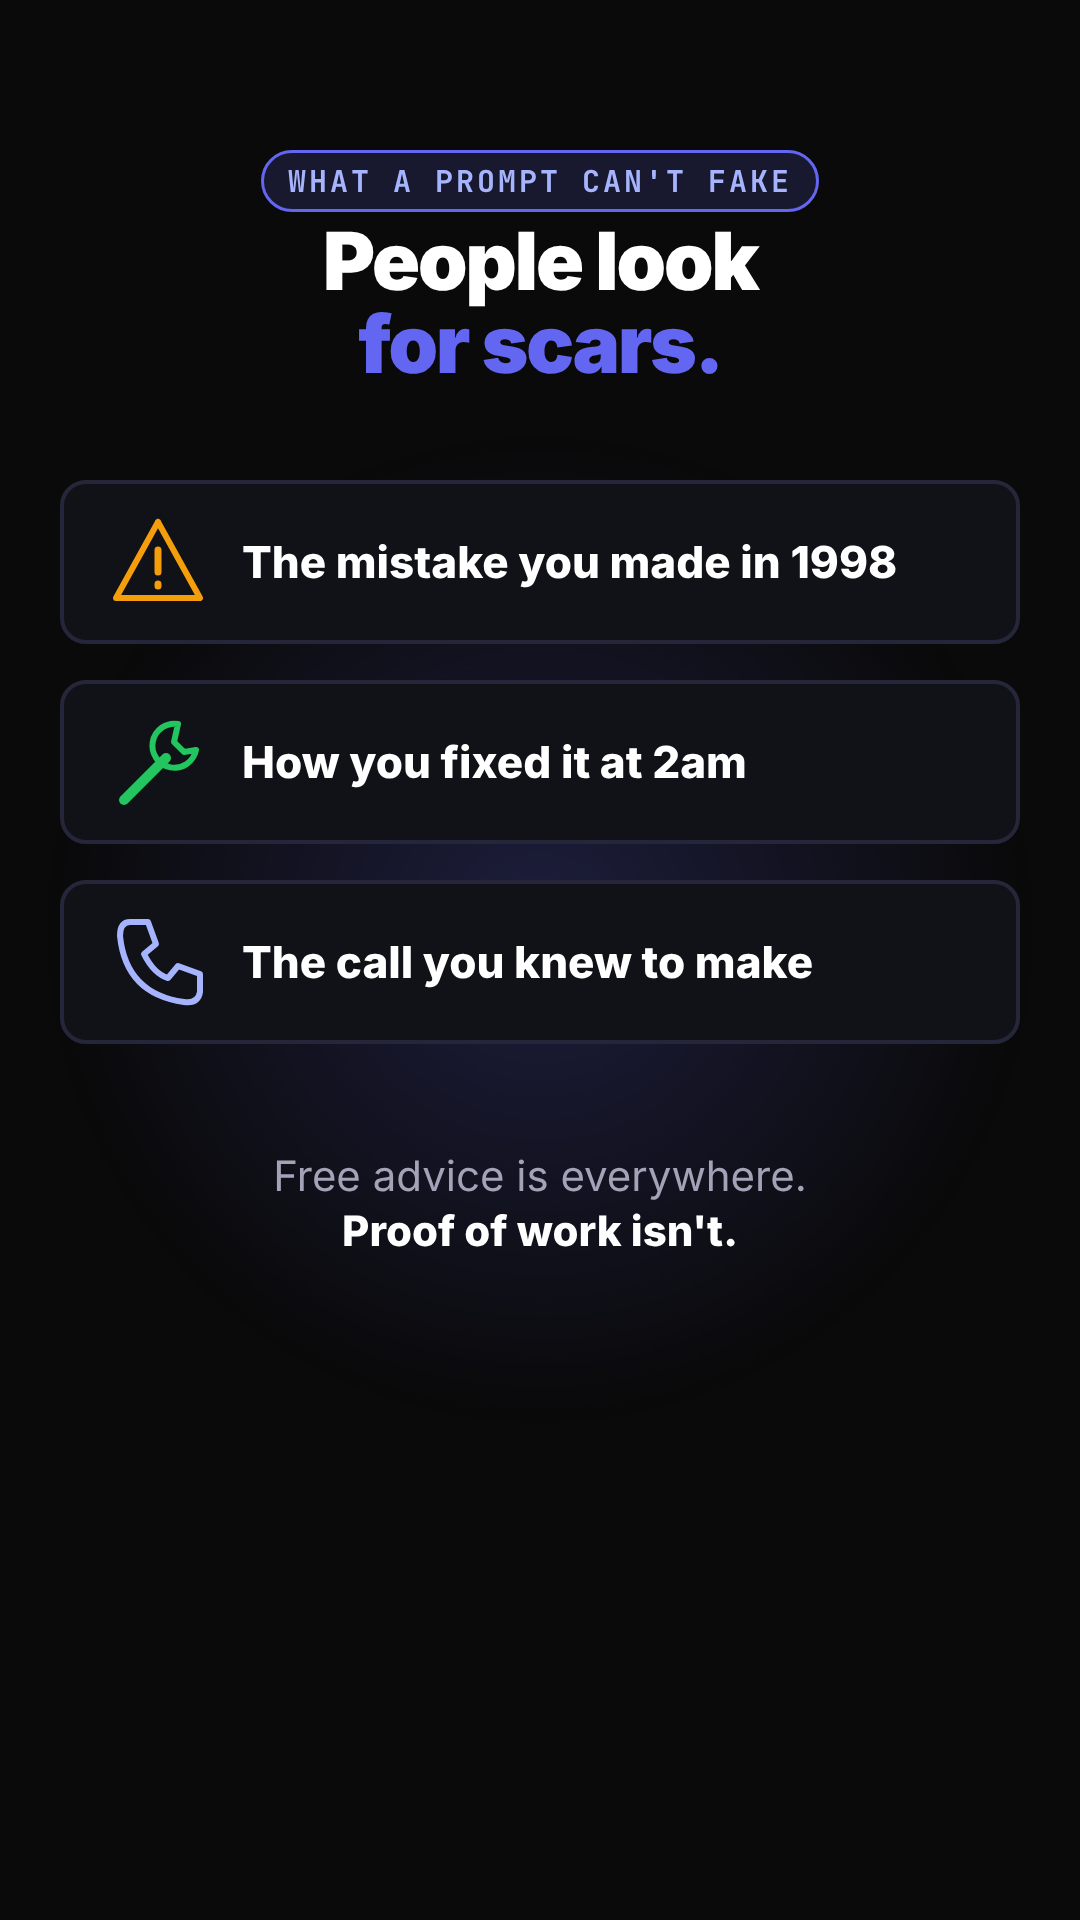 WHAT A PROMPT CAN'T FAKE
People look
for scars.
The mistake you made in 1998
How you fixed it at 2am
The call you knew to make
Free advice is everywhere.
Proof of work isn't.